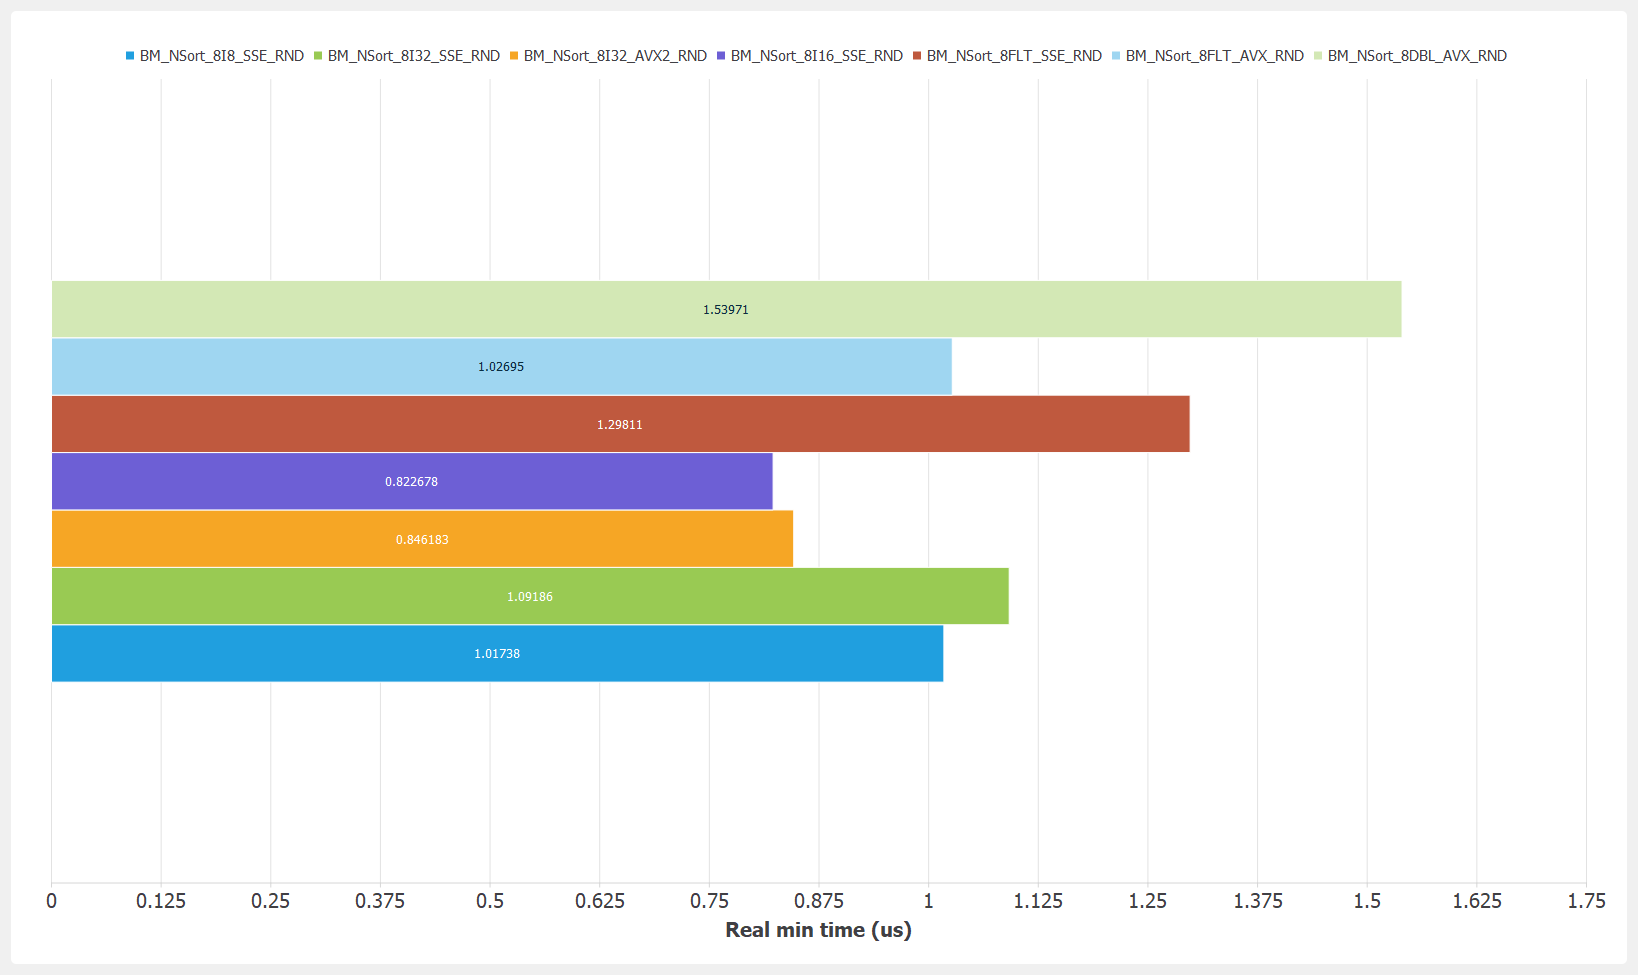 BM_NSort_8I8_SSE_RND BM_NSort_8I32_SSE_RND BM_NSort_8I32_AVX2_RND BM_NSort_8I16_SSE_RND BM_NSort_8FLT_SSE_RND BM_NSort_8FLT_AVX_RND BM_NSort_8DBL_AVX_RND
1.53971
1.02695
1.29811
0.822678
0.846183
1.09186
1.01738
0 0.125 0.25 0.375 0.5 0.625 0.75 0.875 1 1.125 1.25 1.375 1.5 1.625 1.75
Real min time (us)